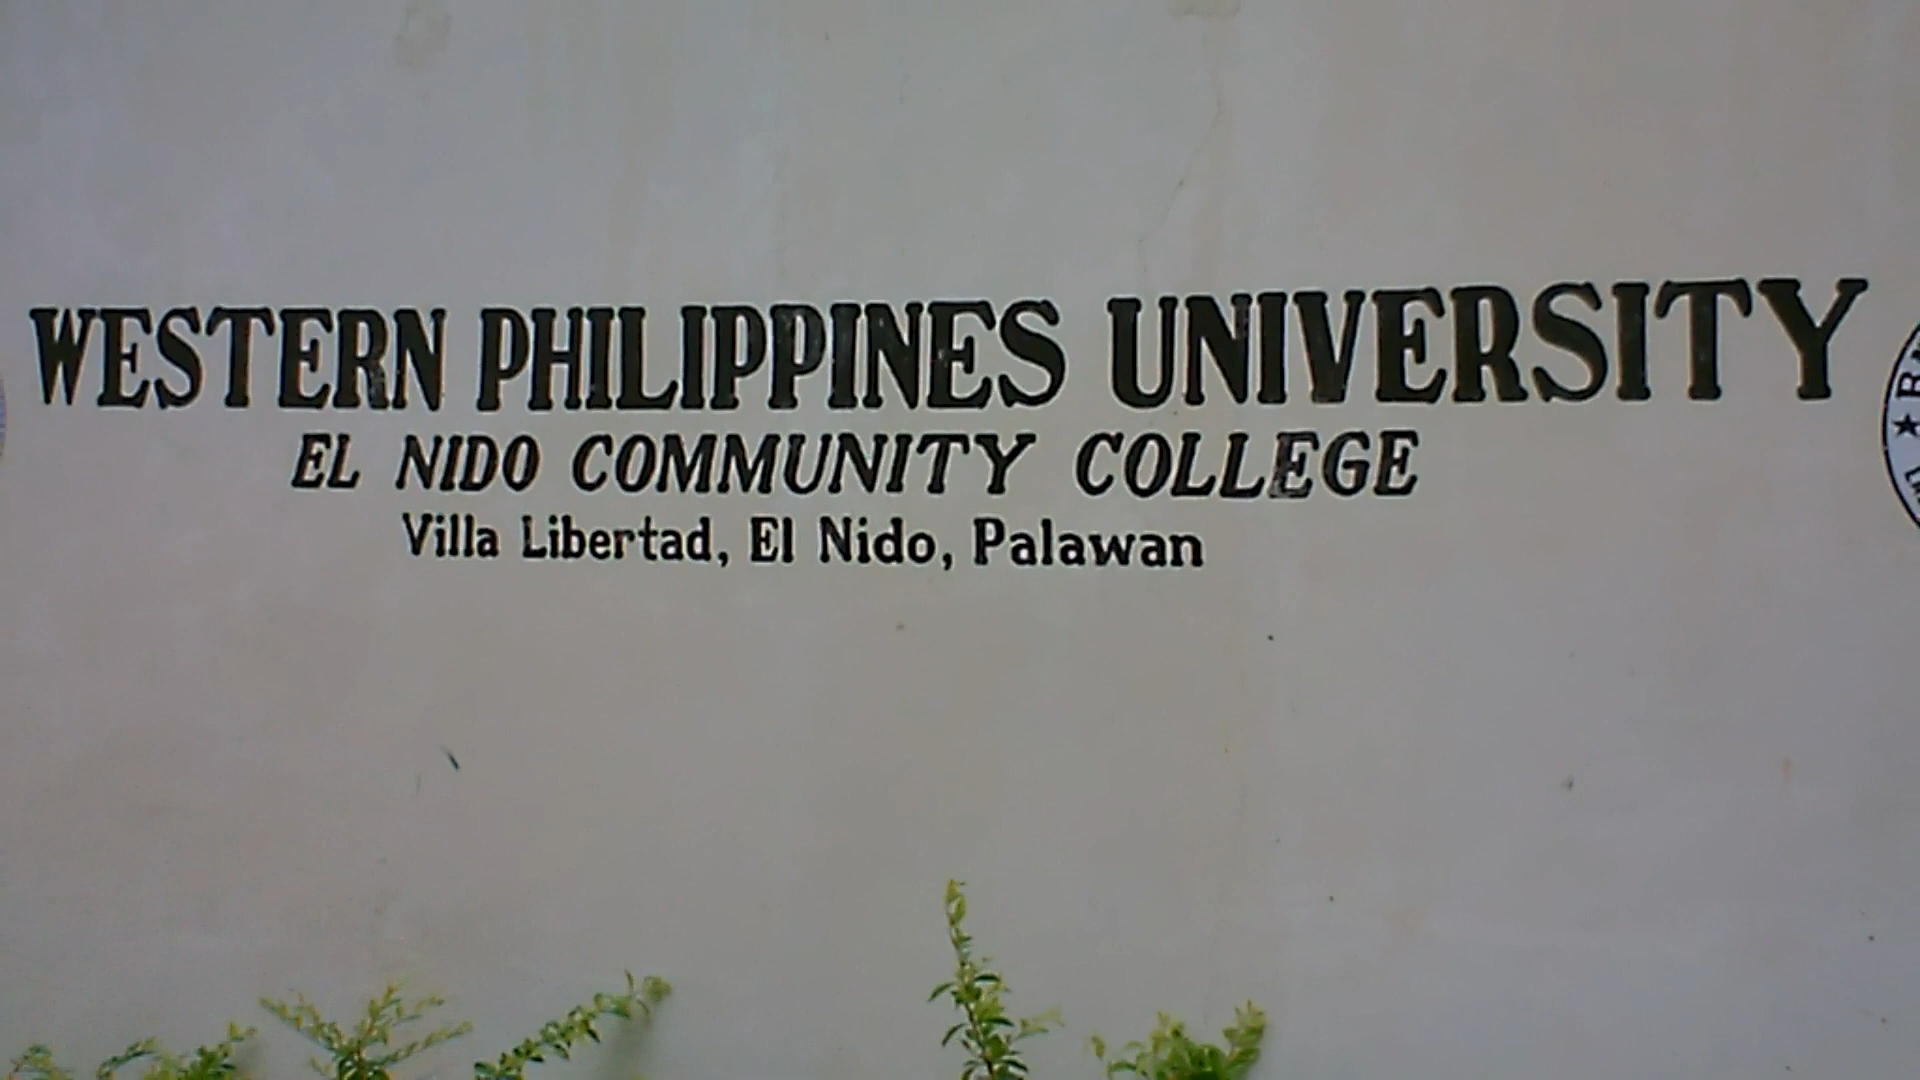 WESTERN PHILIPPINES UNIVERSITY
EL NIDO COMMUNITY COLLEGE
Villa Libertad, El Nido, Palawan